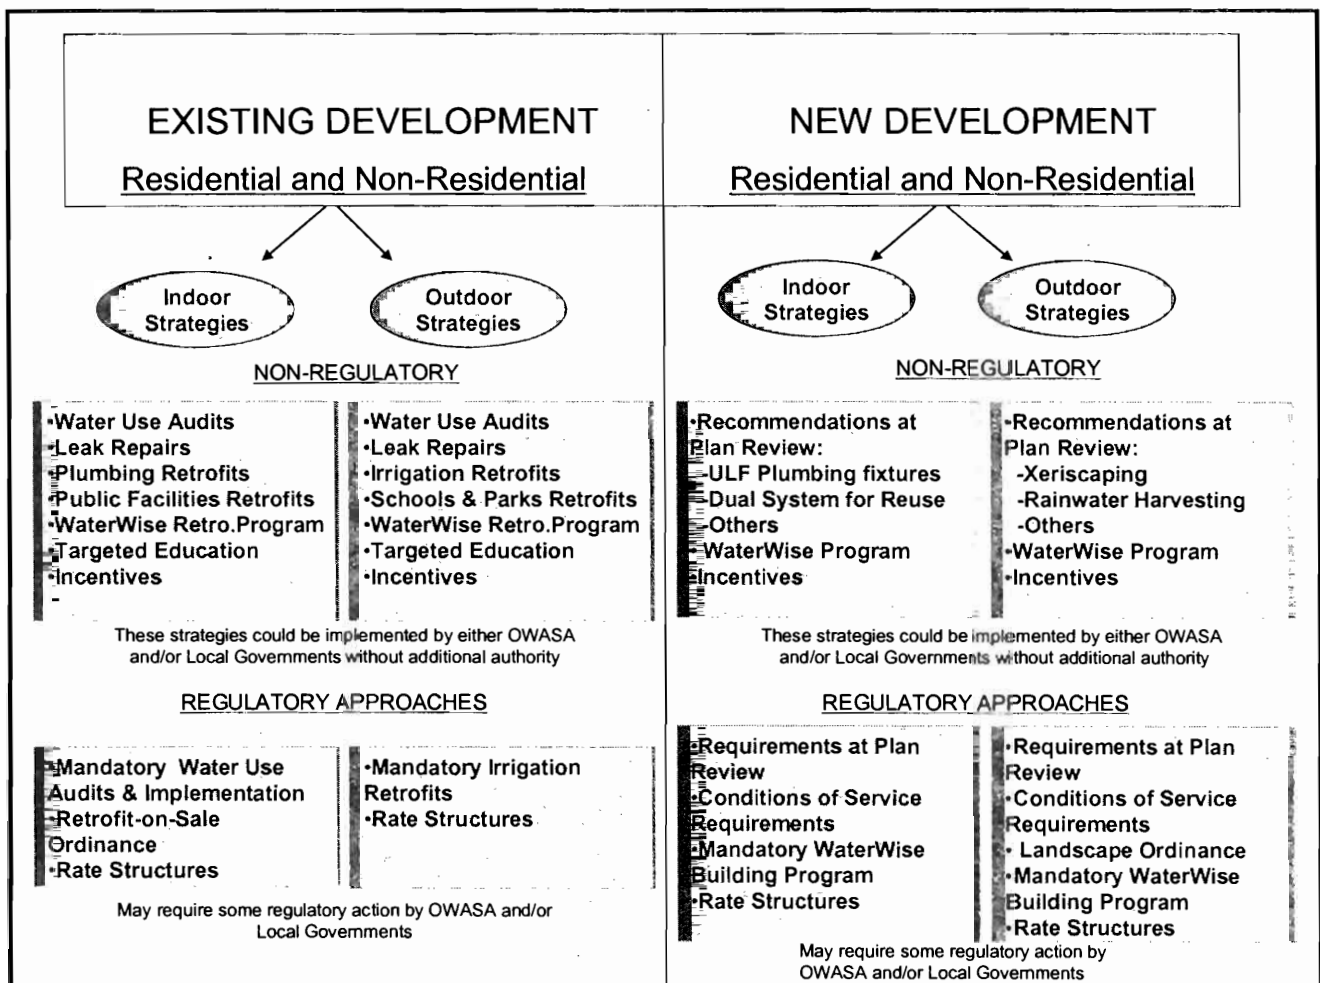 EXISTING DEVELOPMENT
Residential and Non-Residential
Indoor
Strategies
Outdoor
Strategies
NON-REGULATORY
•Water Use Audits
•Leak Repairs
•Plumbing Retrofits
•Public Facilities Retrofits
•WaterWise Retro.Program
•Targeted Education
•Incentives
•Water Use Audits
•Leak Repairs
•Irrigation Retrofits
•Schools & Parks Retrofits
•WaterWise Retro.Program
•Targeted Education
•Incentives
These strategies could be implemented by either OWASA
and/or Local Governments without additional authority
REGULATORY APPROACHES
•Mandatory Water Use
Audits & Implementation
•Retrofit-on-Sale
Ordinance
•Rate Structures
•Mandatory Irrigation
Retrofits
•Rate Structures
May require some regulatory action by OWASA and/or
Local Governments
NEW DEVELOPMENT
Residential and Non-Residential
Indoor
Strategies
Outdoor
Strategies
NON-REGULATORY
•Recommendations at
Plan Review:
-ULF Plumbing fixtures
-Dual System for Reuse
-Others
• WaterWise Program
•Incentives
•Recommendations at
Plan Review:
-Xeriscaping
-Rainwater Harvesting
-Others
•WaterWise Program
•Incentives
These strategies could be implemented by either OWASA
and/or Local Governments without additional authority
REGULATORY APPROACHES
•Requirements at Plan
Review
•Conditions of Service
Requirements
•Mandatory WaterWise
Building Program
•Rate Structures
•Requirements at Plan
Review
•Conditions of Service
Requirements
• Landscape Ordinance
•Mandatory WaterWise
Building Program
•Rate Structures
May require some regulatory action by
OWASA and/or Local Governments